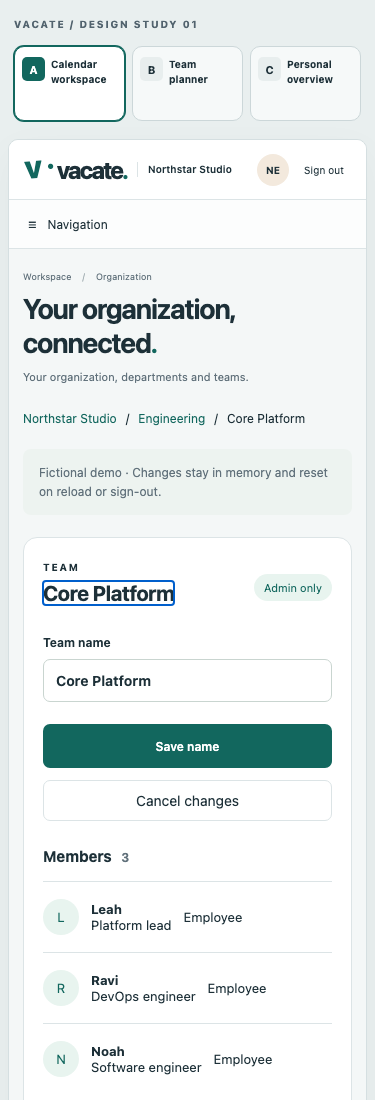 VACATE / DESIGN STUDY 01
A Calendar workspace
B Team planner
C Personal overview
V vacate. Northstar Studio NE Sign out
≡ Navigation
Workspace / Organization
Your organization,
connected.
Your organization, departments and teams.
Northstar Studio / Engineering / Core Platform
Fictional demo · Changes stay in memory and reset
on reload or sign-out.
TEAM
Core Platform
Admin only
Team name
Core Platform
Save name
Cancel changes
Members 3
L
Leah
Platform lead Employee
R
Ravi
DevOps engineer Employee
N
Noah
Software engineer Employee